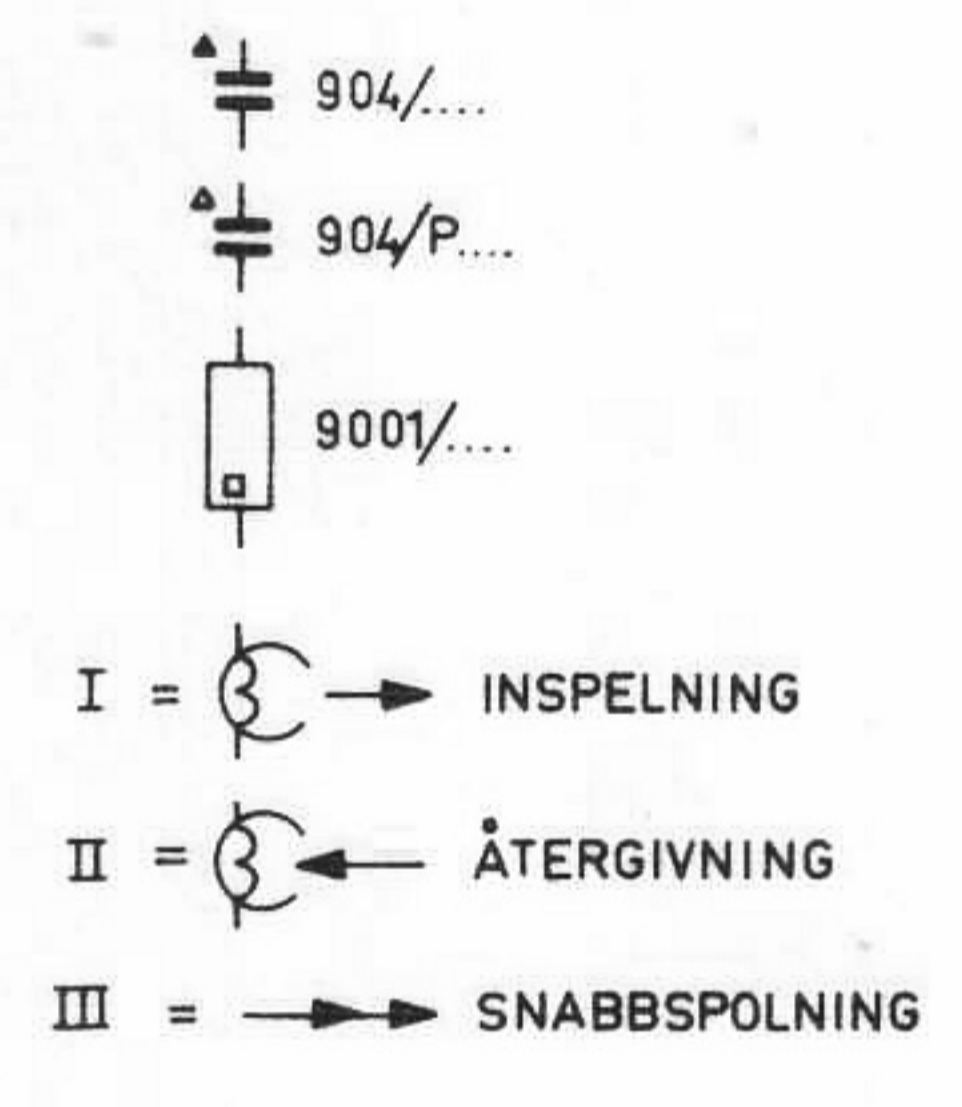 904/....
904/P....
9001/....
I = INSPELNING
II = ÅTERGIVNING
III = SNABBSPOLNING